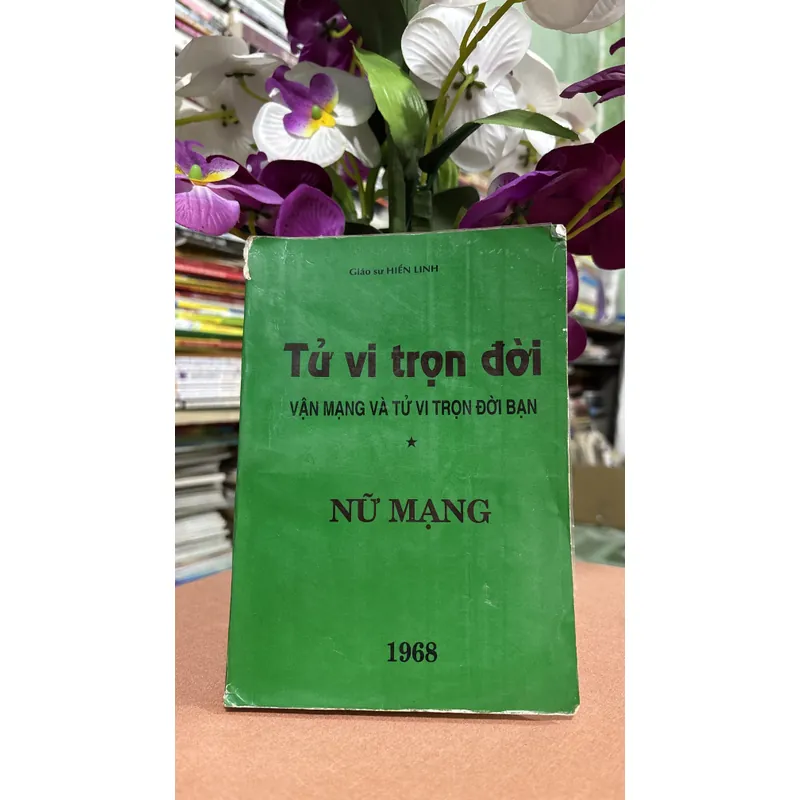 Giáo sư HIỀN LINH
Tử vi trọn đời
VẬN MẠNG VÀ TỬ VI TRỌN ĐỜI BẠN
★
NỮ MẠNG
1968